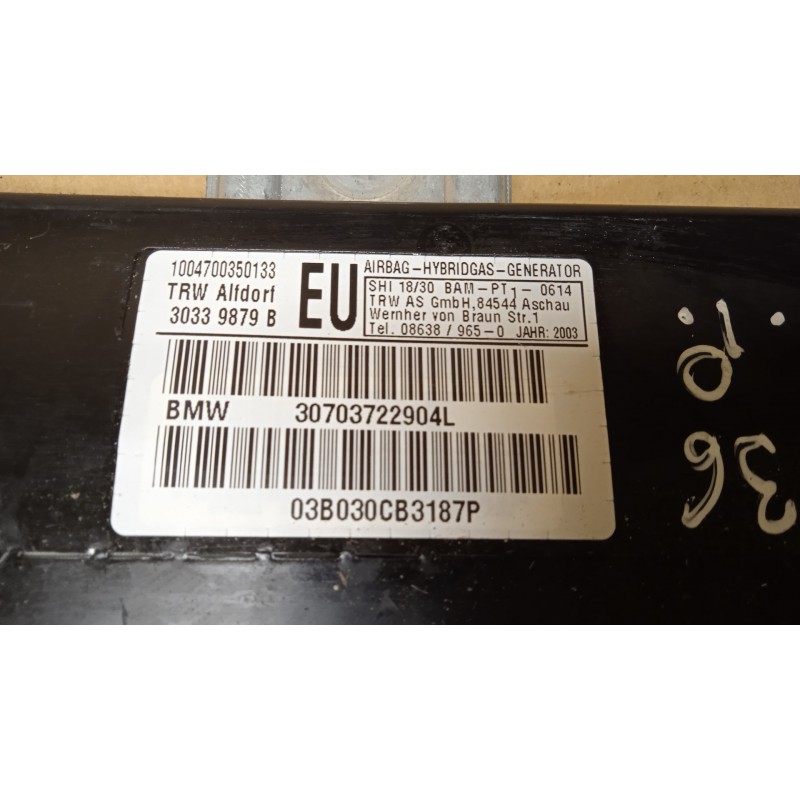 1004700350133
TRW Alfdorf
3033 9879 B
EU
AIRBAG-HYBRIDGAS-GENERATOR
SHI 18/30 BAM-PT1-0614
TRW AS GmbH,84544 Aschau
Wernher von Braun Str.1
Tel. 08638 / 965-0 JAHR: 2003
BMW 30703722904L
03B030CB3187P
36